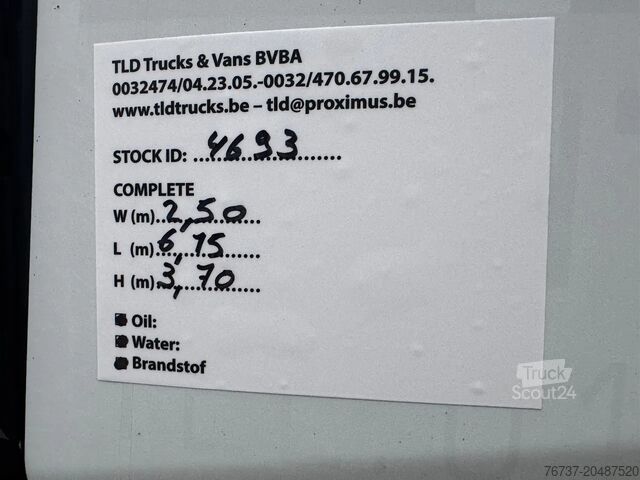 TLD Trucks & Vans BVBA
0032474/04.23.05.-0032/470.67.99.15.
www.tldtrucks.be – tld@proximus.be
STOCK ID: ...4693.......
COMPLETE
W (m)..2,50...
L (m)6,15......
H (m)3,70......
Oil:
Water:
Brandstof
Truck
Scout24
76737-20487520